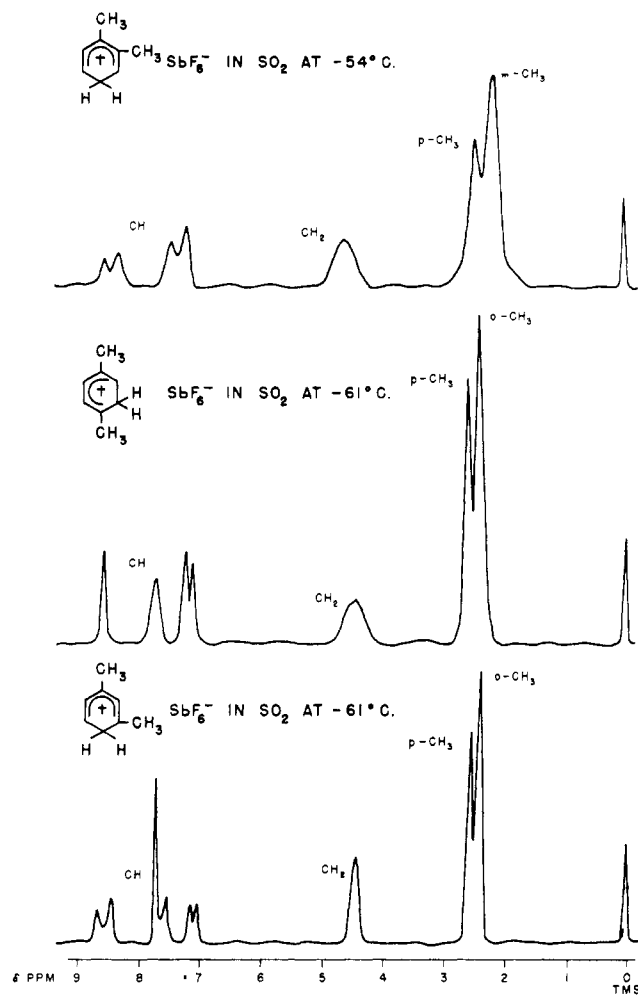 CH₃
CH₃ SbF₆⁻ IN SO₂ AT -54°C.
+
H H
m-CH₃
p-CH₃
CH
CH₂
CH₃
+ H
H
SbF₆⁻ IN SO₂ AT -61°C.
CH₃
o-CH₃
p-CH₃
CH
CH₂
CH₃
+
CH₃ SbF₆⁻ IN SO₂ AT -61°C.
H H
o-CH₃
p-CH₃
CH
CH₂
δ PPM 9 8 7 6 5 4 3 2 1 0
TMS